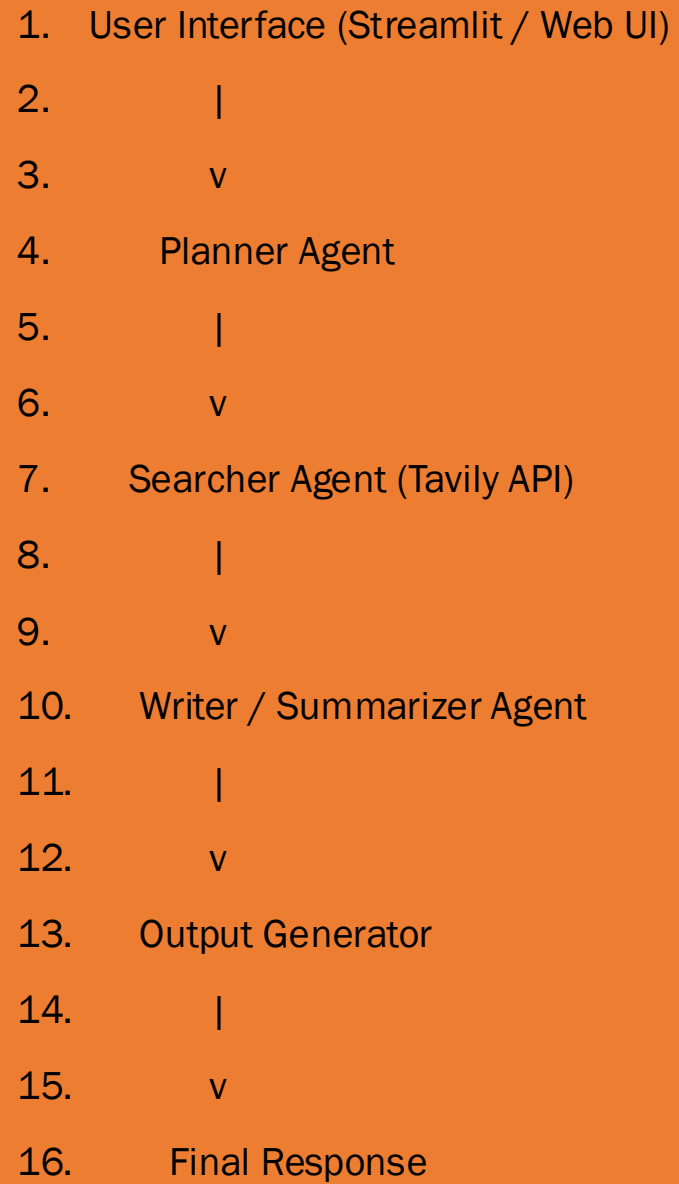 1. User Interface (Streamlit / Web UI)
2. |
3. v
4. Planner Agent
5. |
6. v
7. Searcher Agent (Tavily API)
8. |
9. v
10. Writer / Summarizer Agent
11. |
12. v
13. Output Generator
14. |
15. v
16. Final Response